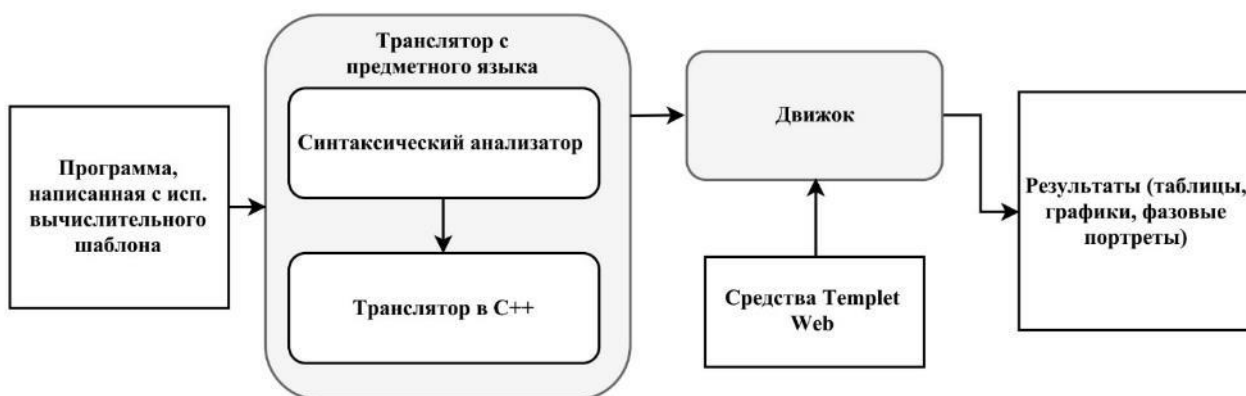 Транслятор с
предметного языка
Синтаксический анализатор
Транслятор в C++
Программа,
написанная с исп.
вычислительного
шаблона
Движок
Средства Templet
Web
Результаты (таблицы,
графики, фазовые
портреты)